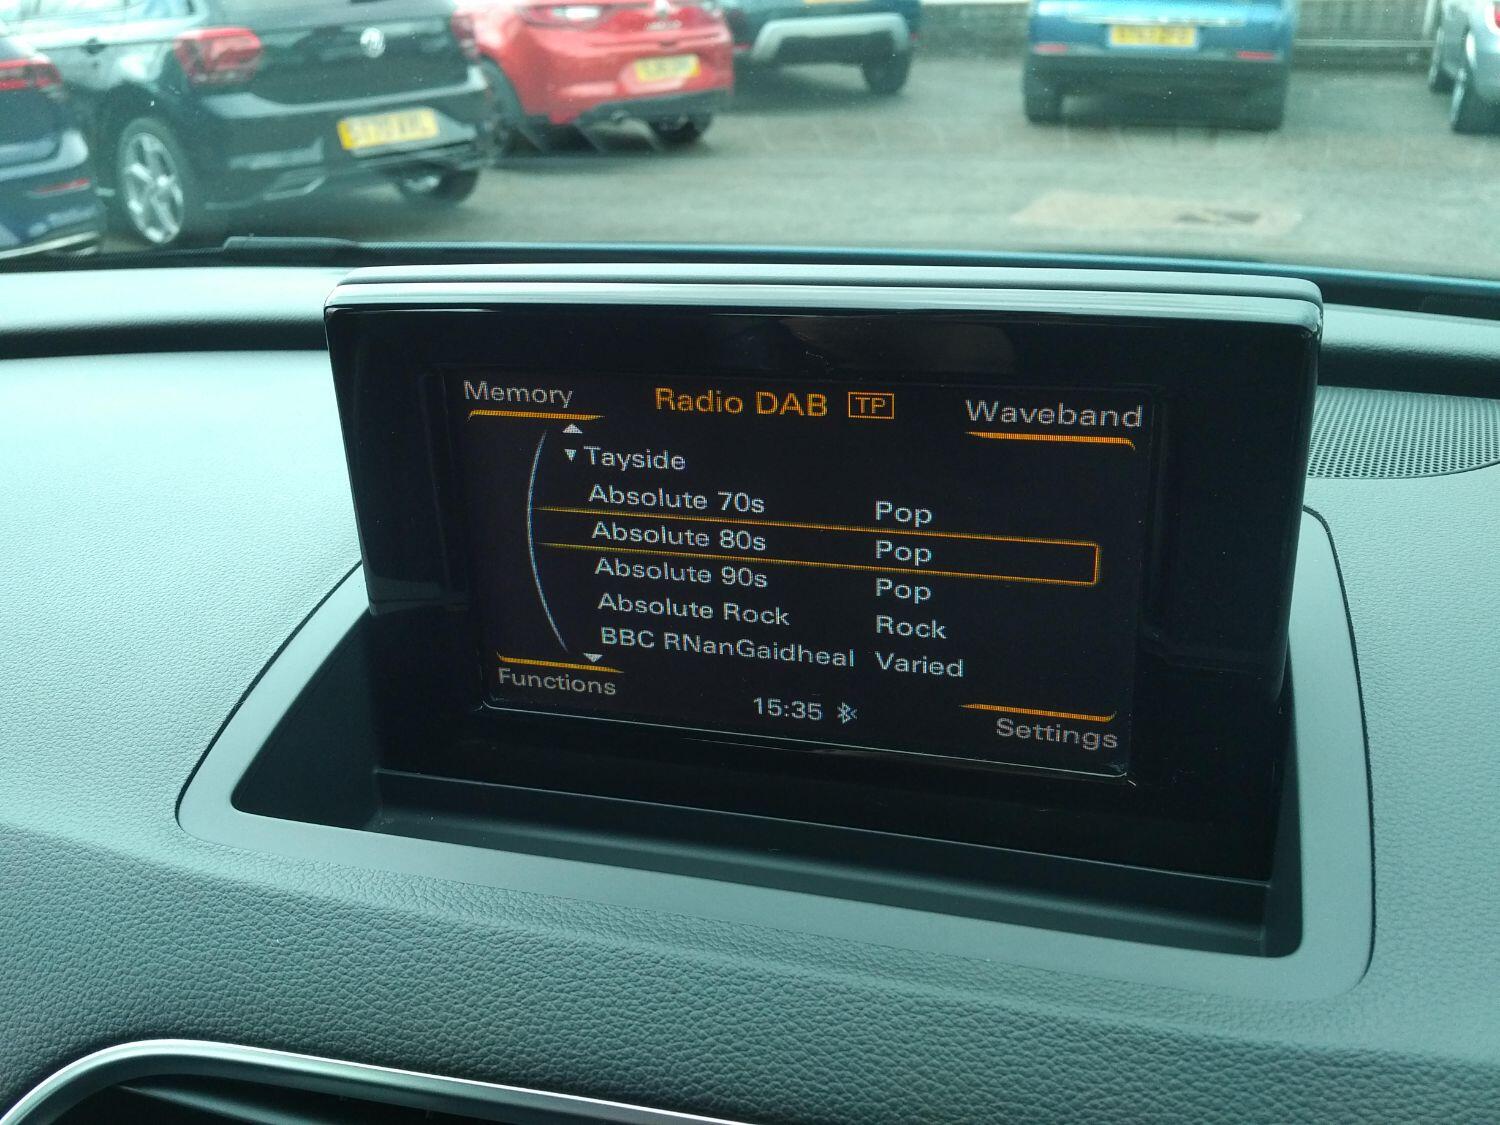 Memory
Radio DAB TP
Waveband
Tayside
Absolute 70s Pop
Absolute 80s Pop
Absolute 90s Pop
Absolute Rock Rock
BBC RNanGaidheal Varied
Functions
15:35
Settings